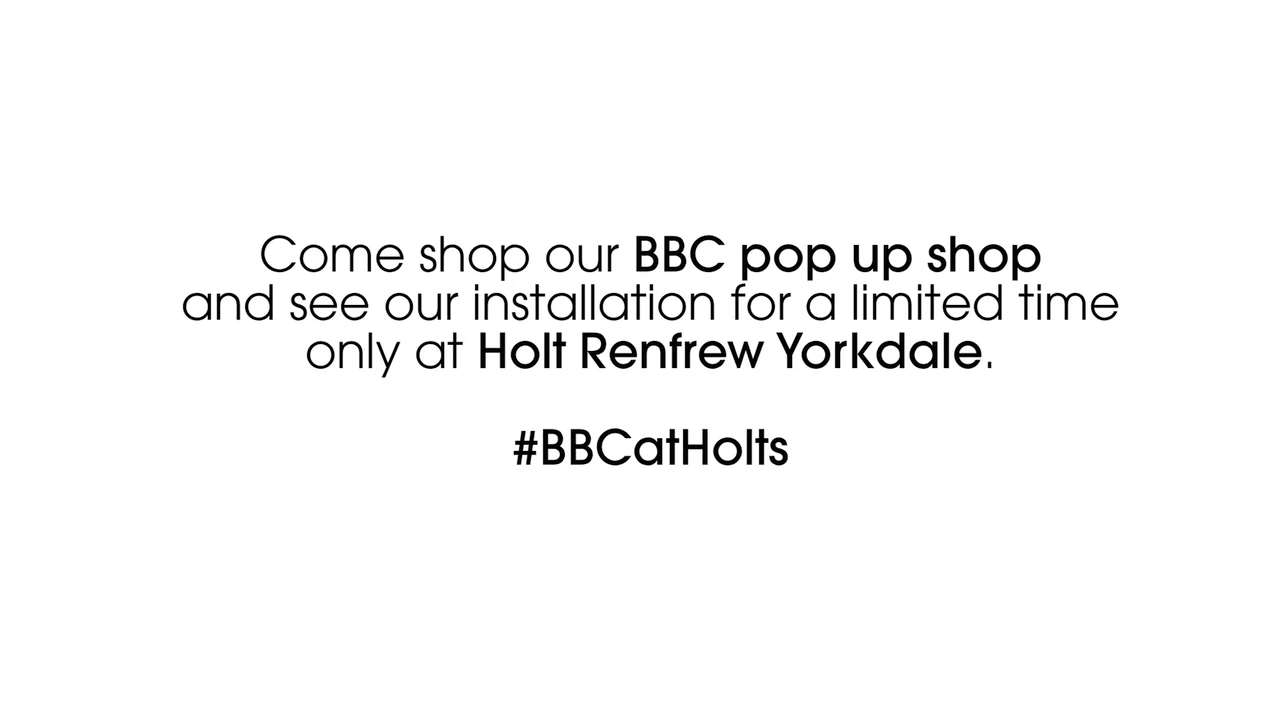 Come shop our BBC pop up shop
and see our installation for a limited time
only at Holt Renfrew Yorkdale.
#BBCatHolts